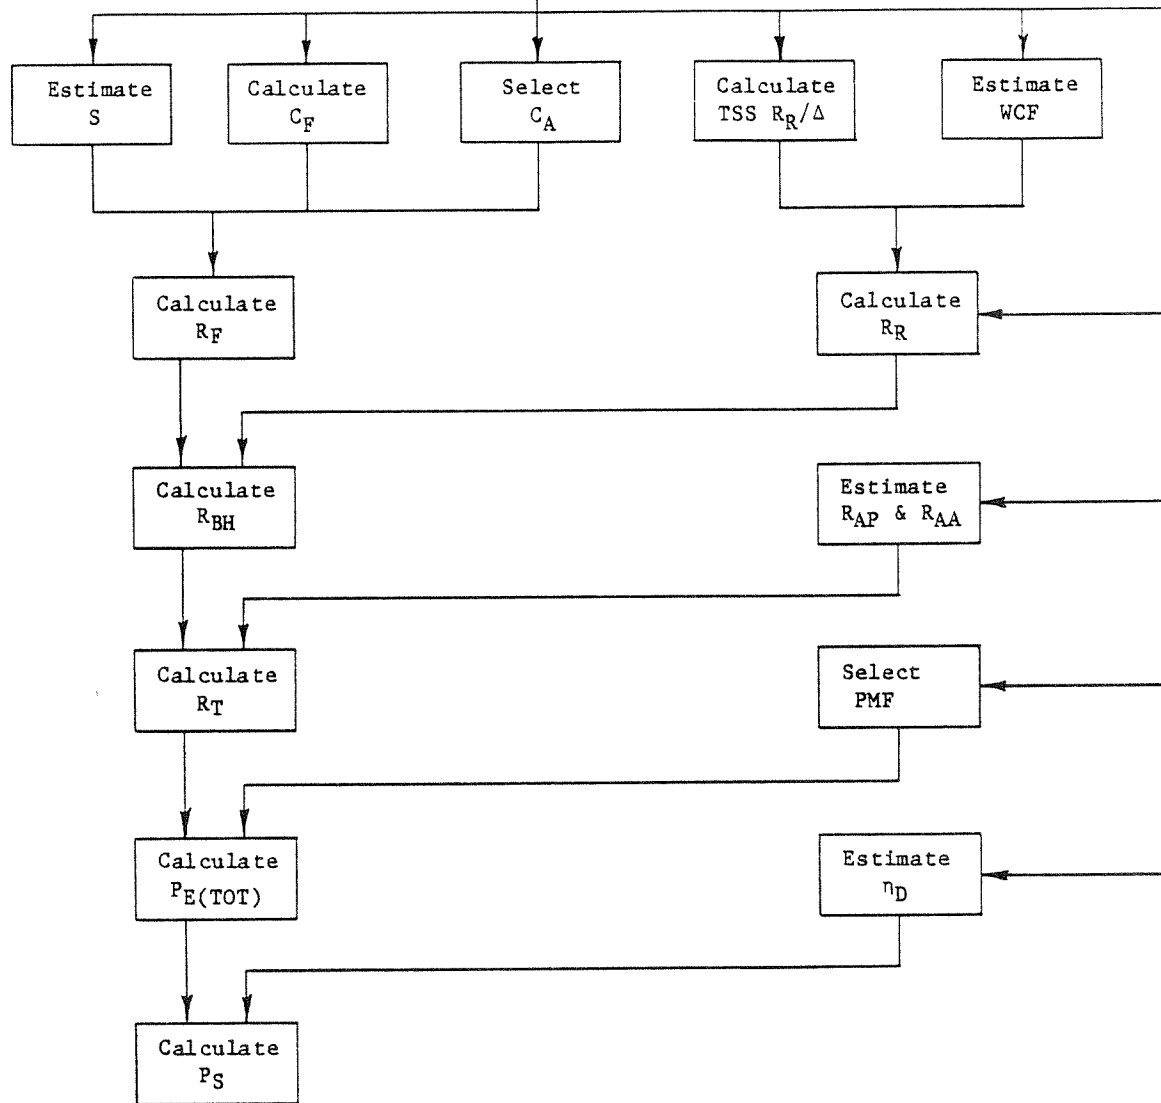 Estimate
S
Calculate
C_F
Select
C_A
Calculate
TSS R_R/Δ
Estimate
WCF
Calculate
R_F
Calculate
R_R
Calculate
R_BH
Estimate
R_AP & R_AA
Calculate
R_T
Select
PMF
Calculate
P_E(TOT)
Estimate
η_D
Calculate
P_S